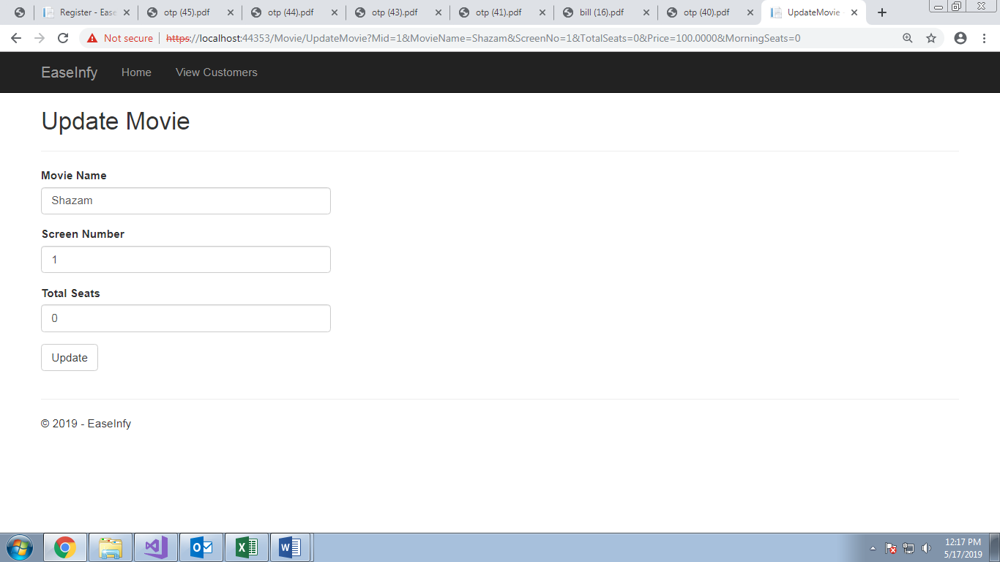 Register - Ease
otp (45).pdf
otp (44).pdf
otp (43).pdf
otp (41).pdf
bill (16).pdf
otp (40).pdf
UpdateMovie
Not secure
https://localhost:44353/Movie/UpdateMovie?Mid=1&MovieName=Shazam&ScreenNo=1&TotalSeats=0&Price=100.0000&MorningSeats=0
EaseInfy Home View Customers
Update Movie
Movie Name
Shazam
Screen Number
1
Total Seats
0
Update
© 2019 - EaseInfy
12:17 PM
5/17/2019